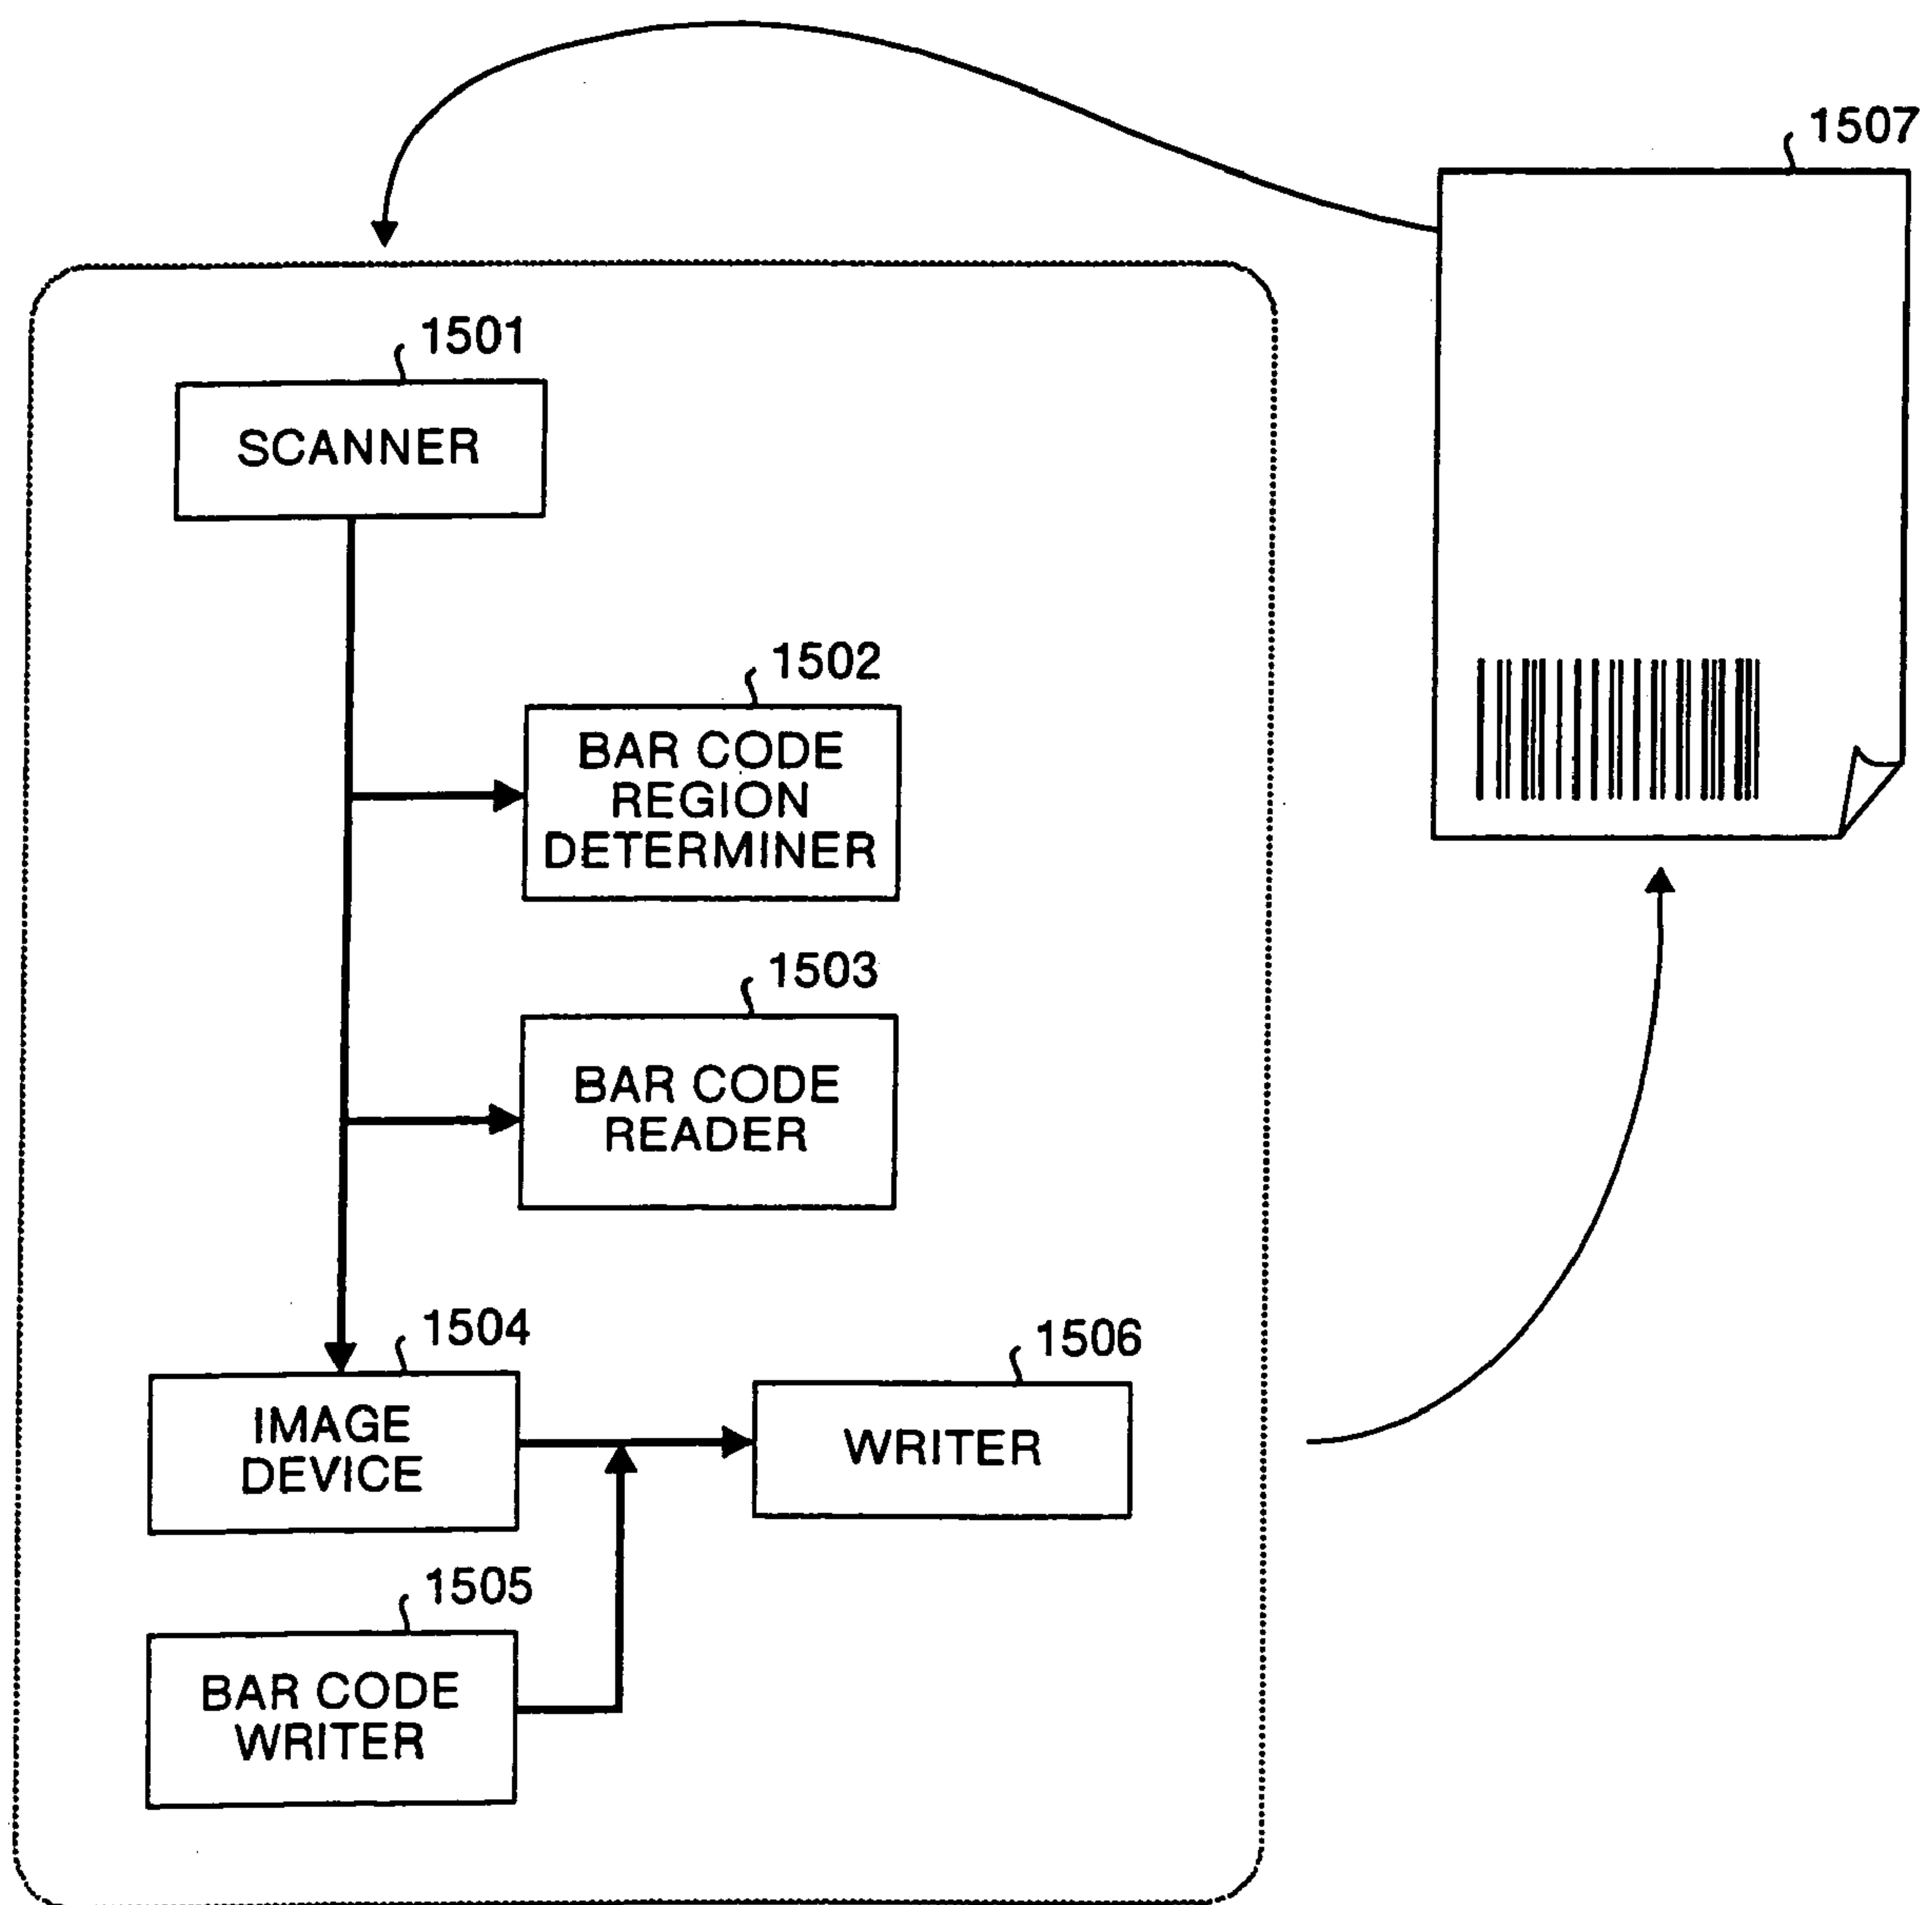 1507
1501
SCANNER
1502
BAR CODE
REGION
DETERMINER
1503
BAR CODE
READER
1504
IMAGE
DEVICE
1506
WRITER
1505
BAR CODE
WRITER